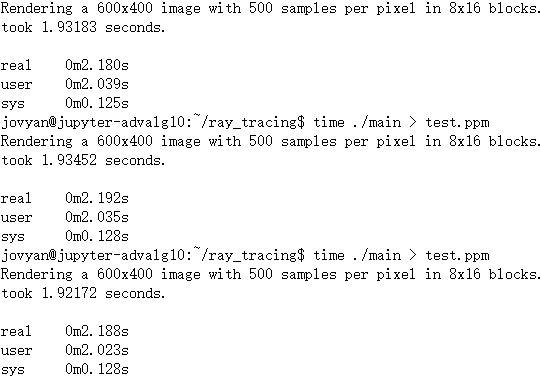 Rendering a 600x400 image with 500 samples per pixel in 8x16 blocks.
took 1.93183 seconds.
real 0m2.180s
user 0m2.039s
sys 0m0.125s
jovyan@jupyter-adva1g10:~/ray_tracing$ time ./main > test.ppm
Rendering a 600x400 image with 500 samples per pixel in 8x16 blocks.
took 1.93452 seconds.
real 0m2.192s
user 0m2.035s
sys 0m0.128s
jovyan@jupyter-adva1g10:~/ray_tracing$ time ./main > test.ppm
Rendering a 600x400 image with 500 samples per pixel in 8x16 blocks.
took 1.92172 seconds.
real 0m2.188s
user 0m2.023s
sys 0m0.128s